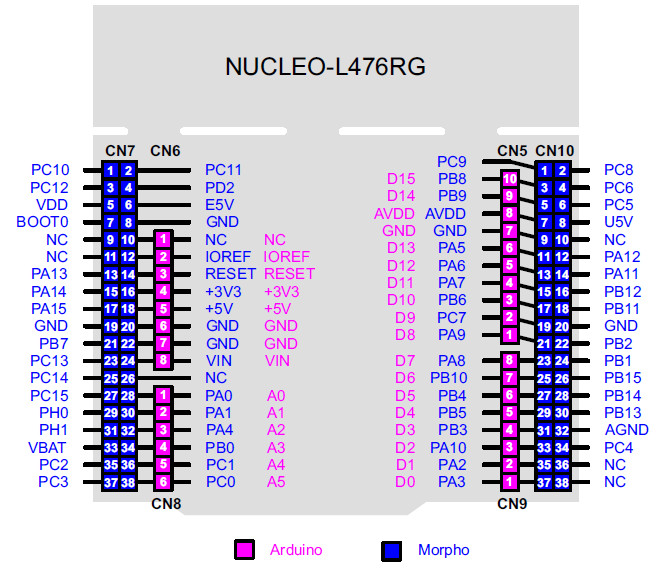 NUCLEO-L476RG
CN7 CN6 CN5 CN10
PC9
PC10 1 2 PC11 1 2 PC8
PC12 3 4 PD2 D15 PB8 10 3 4 PC6
VDD 5 6 E5V D14 PB9 9 5 6 PC5
BOOT0 7 8 GND AVDD AVDD 8 7 8 U5V
NC 9 10 1 NC NC GND GND 7 9 10 NC
NC 11 12 2 IOREF IOREF D13 PA5 6 11 12 PA12
PA13 13 14 3 RESET RESET D12 PA6 5 13 14 PA11
PA14 15 16 4 +3V3 +3V3 D11 PA7 4 15 16 PB12
PA15 17 18 5 +5V +5V D10 PB6 3 17 18 PB11
GND 19 20 6 GND GND D9 PC7 2 19 20 GND
PB7 21 22 7 GND GND D8 PA9 1 21 22 PB2
PC13 23 24 8 VIN VIN D7 PA8 8 23 24 PB1
PC14 25 26 NC D6 PB10 7 25 26 PB15
PC15 27 28 1 PA0 A0 D5 PB4 6 27 28 PB14
PH0 29 30 2 PA1 A1 D4 PB5 5 29 30 PB13
PH1 31 32 3 PA4 A2 D3 PB3 4 31 32 AGND
VBAT 33 34 4 PB0 A3 D2 PA10 3 33 34 PC4
PC2 35 36 5 PC1 A4 D1 PA2 2 35 36 NC
PC3 37 38 6 PC0 A5 D0 PA3 1 37 38 NC
CN8 CN9
Arduino Morpho